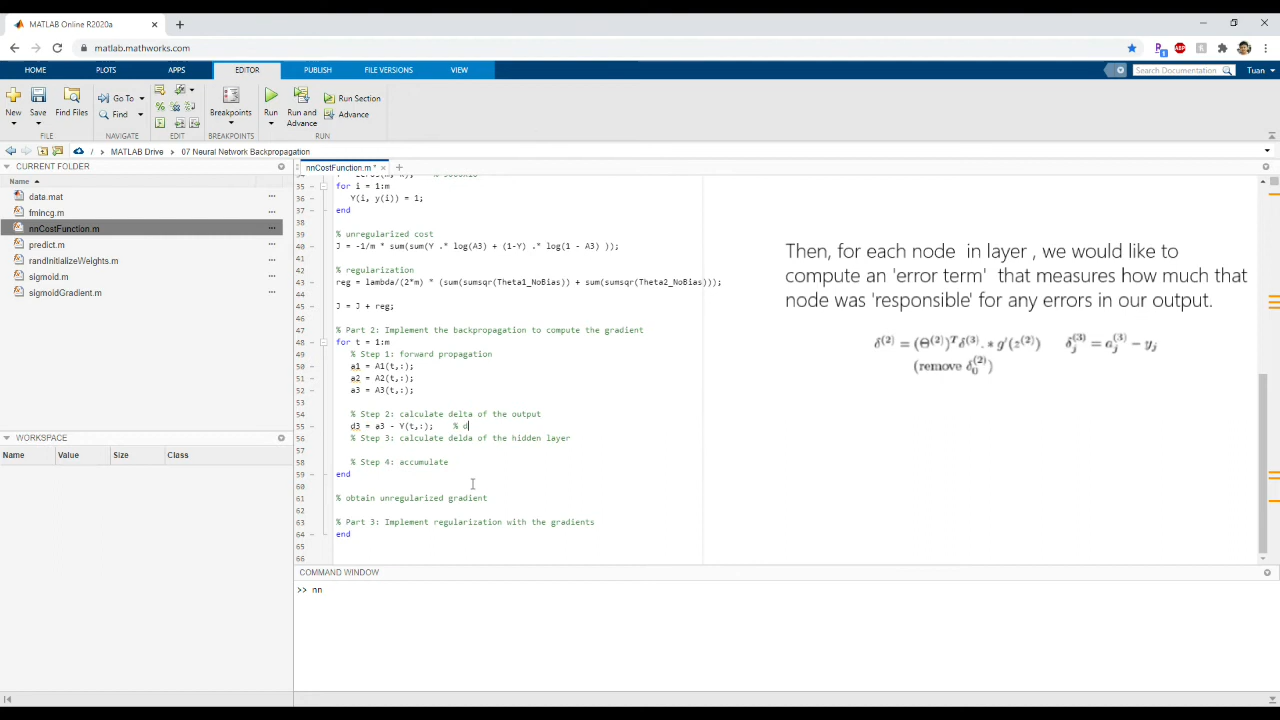 MATLAB Online R2020a
matlab.mathworks.com
HOME PLOTS APPS EDITOR PUBLISH FILE VERSIONS VIEW
Search Documentation Tuan
New Save Find Files Go To Find Breakpoints Run Run and Advance Run Section Advance
FILE NAVIGATE EDIT BREAKPOINTS RUN
/ MATLAB Drive / 07 Neural Network Backpropagation
CURRENT FOLDER
Name
data.mat
fmincg.m
nnCostFunction.m
predict.m
randInitializeWeights.m
sigmoid.m
sigmoidGradient.m
WORKSPACE
Name Value Size Class
nnCostFunction.m *
35 for i = 1:m
36 Y(i, y(i)) = 1;
37 end
38
39 % unregularized cost
40 J = -1/m * sum(sum(Y .* log(A3) + (1-Y) .* log(1 - A3) ));
41
42 % regularization
43 reg = lambda/(2*m) * (sum(sumsqr(Theta1_NoBias)) + sum(sumsqr(Theta2_NoBias)));
44
45 J = J + reg;
46
47 % Part 2: Implement the backpropagation to compute the gradient
48 for t = 1:m
49 % Step 1: forward propagation
50 a1 = A1(t,:);
51 a2 = A2(t,:);
52 a3 = A3(t,:);
53
54 % Step 2: calculate delta of the output
55 d3 = a3 - Y(t,:); % d
56 % Step 3: calculate delda of the hidden layer
57
58 % Step 4: accumulate
59 end
60
61 % obtain unregularized gradient
62
63 % Part 3: Implement regularization with the gradients
64 end
65
66
Then, for each node in layer , we would like to
compute an 'error term' that measures how much that
node was 'responsible' for any errors in our output.
δ^(2) = (Θ^(2))^T δ^(3) . * g′(z^(2)) δ_j^(3) = a_j^(3) − y_j
(remove δ_0^(2))
COMMAND WINDOW
>> nn